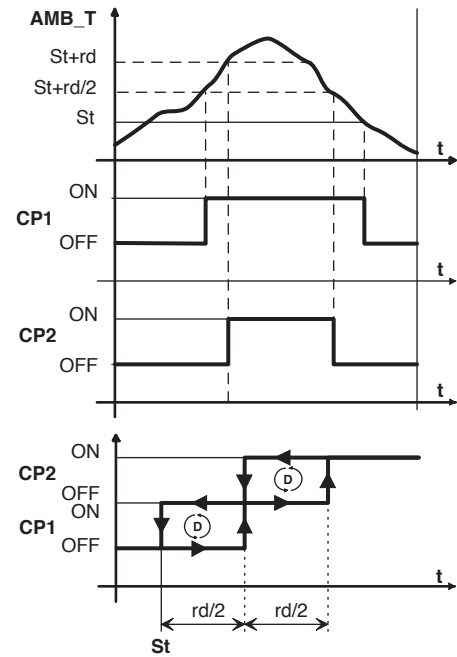 AMB_T
St+rd
St+rd/2
St
t
ON
CP1
OFF
t
ON
CP2
OFF
t
ON
CP2
OFF
D
ON
CP1
D
OFF
t
rd/2 rd/2
St